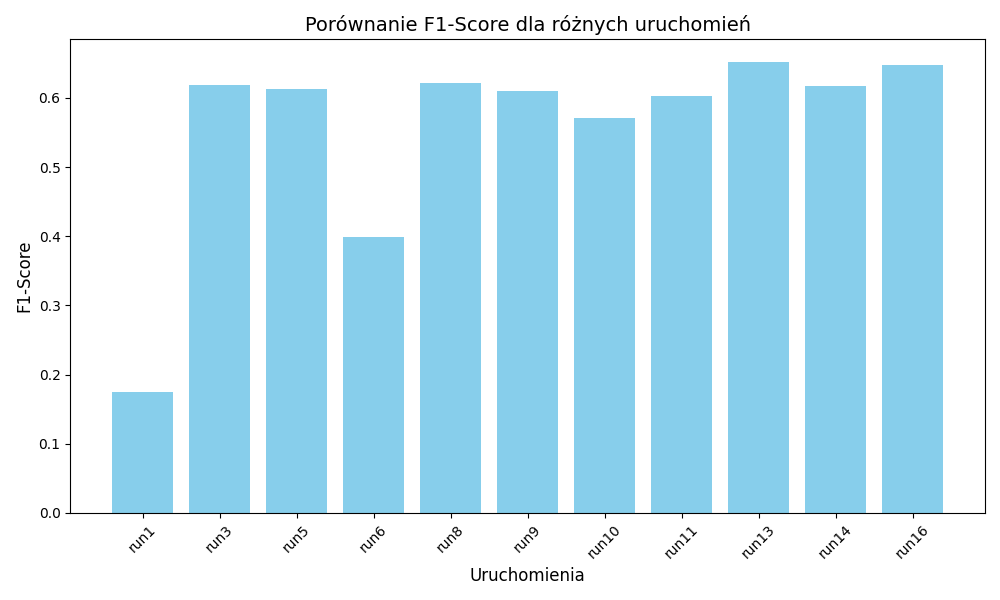 Porównanie F1-Score dla różnych uruchomień
F1-Score
0.6
0.5
0.4
0.3
0.2
0.1
0.0
run1 run3 run5 run6 run8 run9 run10 run11 run13 run14 run16
Uruchomienia